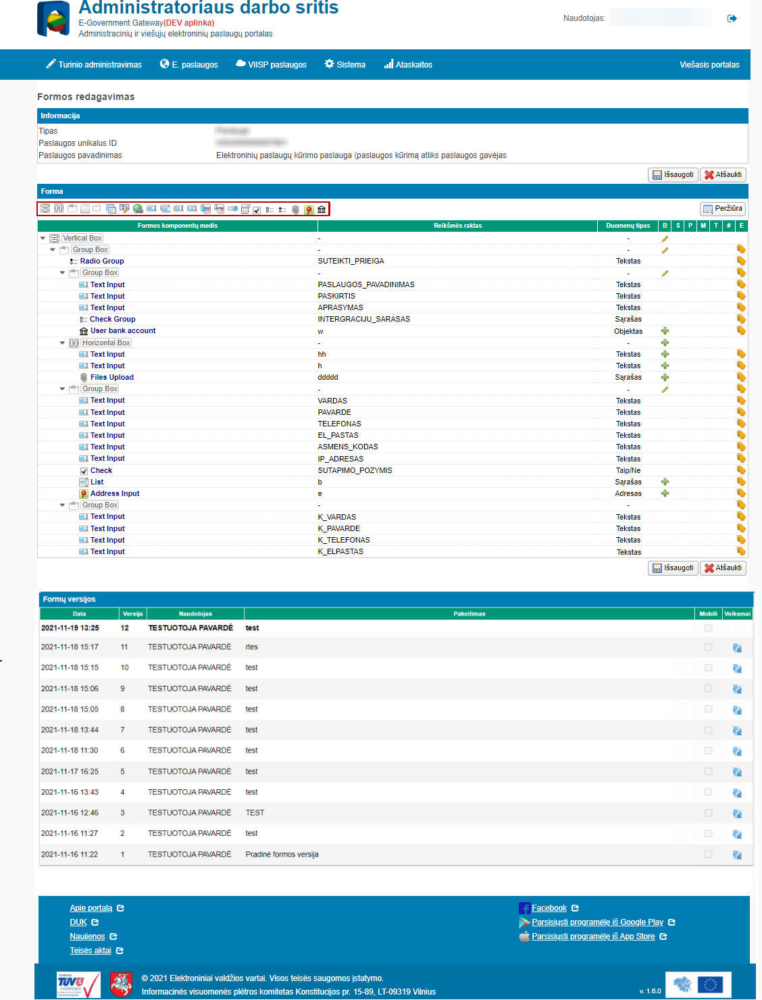 Administratoriaus darbo sritis
E-Government Gateway(DEV aplinka)
Administracinių ir viešųjų elektroninių paslaugų portalas
Naudotojas:
Turinio administravimas E. paslaugos VIISP paslaugos Sistema Ataskaitos Viešasis portalas
Formos redagavimas
Informacija
Tipas
Paslaugos unikalus ID
Paslaugos pavadinimas Elektroninių paslaugų kūrimo paslauga (paslaugos kūrimą atliks paslaugos gavėjas
Išsaugoti Atšaukti
Forma
Peržiūra
Formos komponentų medis Reikšmės raktas Duomenų tipas B S P M T # E
Vertical Box - -
Group Box - -
Radio Group SUTEIKTI_PRIEIGA Tekstas
Group Box - -
Text Input PASLAUGOS_PAVADINIMAS Tekstas
Text Input PASKIRTIS Tekstas
Text Input APRASYMAS Tekstas
Check Group INTERGRACIJU_SARASAS Sąrašas
User bank account w Objektas
Horizontal Box - -
Text Input hh Tekstas
Text Input h Tekstas
Files Upload ddddd Sąrašas
Group Box - -
Text Input VARDAS Tekstas
Text Input PAVARDE Tekstas
Text Input TELEFONAS Tekstas
Text Input EL_PASTAS Tekstas
Text Input ASMENS_KODAS Tekstas
Text Input IP_ADRESAS Tekstas
Check SUTAPIMO_POZYMIS Taip/Ne
List b Sąrašas
Address Input e Adresas
Group Box - -
Text Input K_VARDAS Tekstas
Text Input K_PAVARDE Tekstas
Text Input K_TELEFONAS Tekstas
Text Input K_ELPASTAS Tekstas
Išsaugoti Atšaukti
Formų versijos
Data Versija Naudotojas Pakeitimas Mobili Veiksmai
2021-11-19 13:25 12 TESTUOTOJA PAVARDĖ test
2021-11-18 15:17 11 TESTUOTOJA PAVARDĖ rtes
2021-11-18 15:15 10 TESTUOTOJA PAVARDĖ test
2021-11-18 15:06 9 TESTUOTOJA PAVARDĖ test
2021-11-18 15:05 8 TESTUOTOJA PAVARDĖ test
2021-11-18 13:44 7 TESTUOTOJA PAVARDĖ test
2021-11-18 11:30 6 TESTUOTOJA PAVARDĖ test
2021-11-17 16:25 5 TESTUOTOJA PAVARDĖ test
2021-11-16 13:43 4 TESTUOTOJA PAVARDĖ test
2021-11-16 12:46 3 TESTUOTOJA PAVARDĖ TEST
2021-11-16 11:27 2 TESTUOTOJA PAVARDĖ test
2021-11-16 11:22 1 TESTUOTOJA PAVARDĖ Pradinė formos versija
Apie portalą Facebook
DUK Parsisiųsti programėlę iš Google Play
Naujienos Parsisiųsti programėlę iš App Store
Teisės aktai
TÜV
© 2021 Elektroniniai valdžios vartai. Visos teisės saugomos įstatymo.
Informacinės visuomenės plėtros komitetas Konstitucijos pr. 15-89, LT-09319 Vilnius
v. 1.6.0